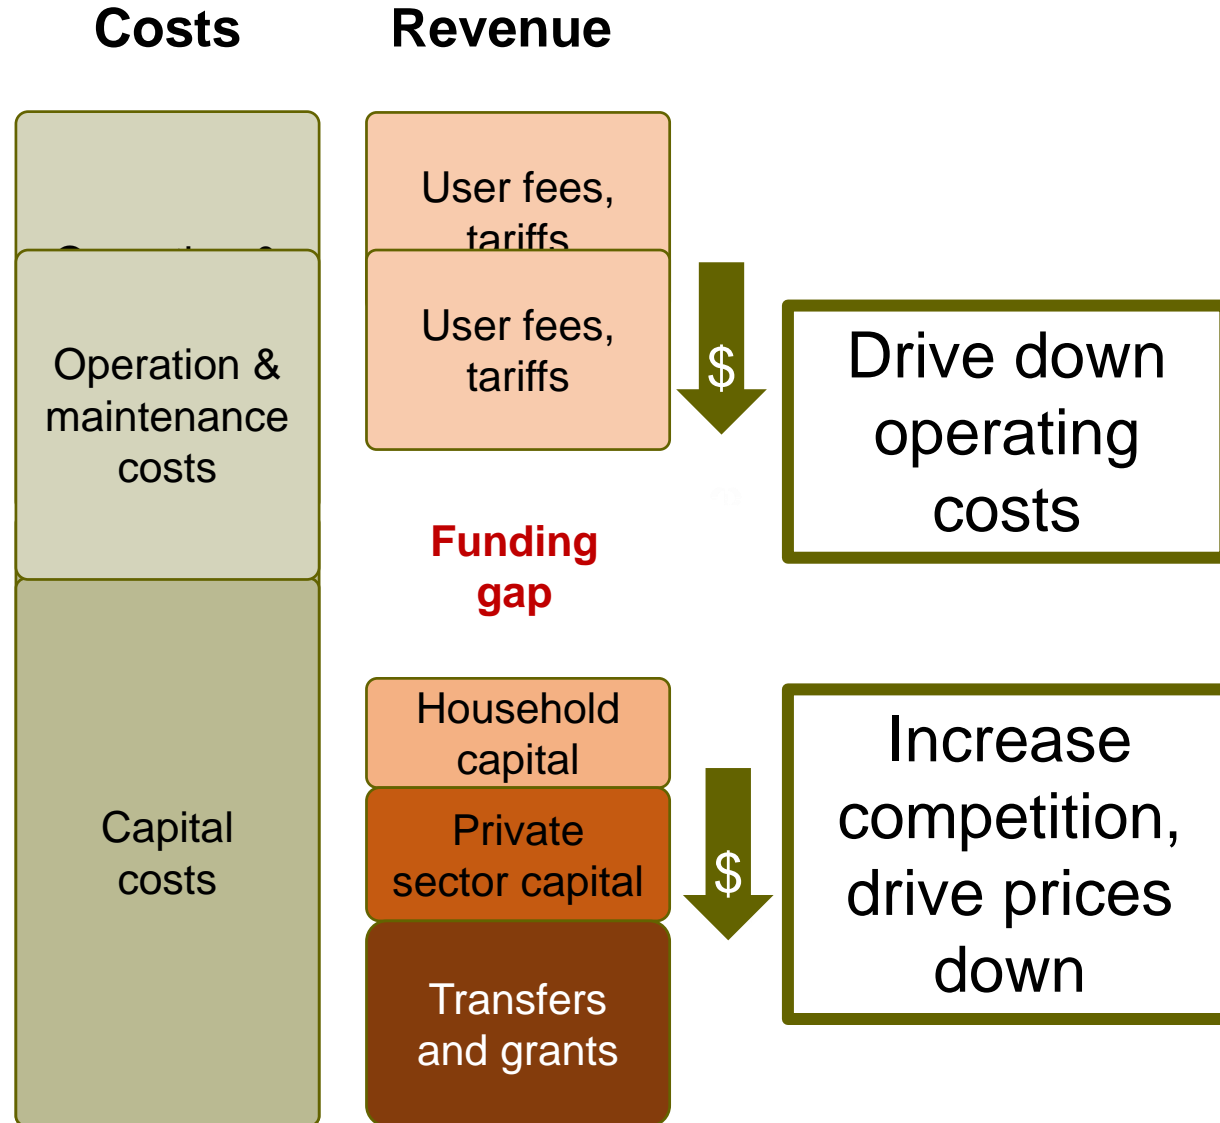 Costs
Revenue
User fees,
tariffs
Operation &
maintenance
costs
User fees,
tariffs
$
Drive down
operating
costs
Funding
gap
Capital
costs
Household
capital
Private
sector capital
Transfers
and grants
$
Increase
competition,
drive prices
down